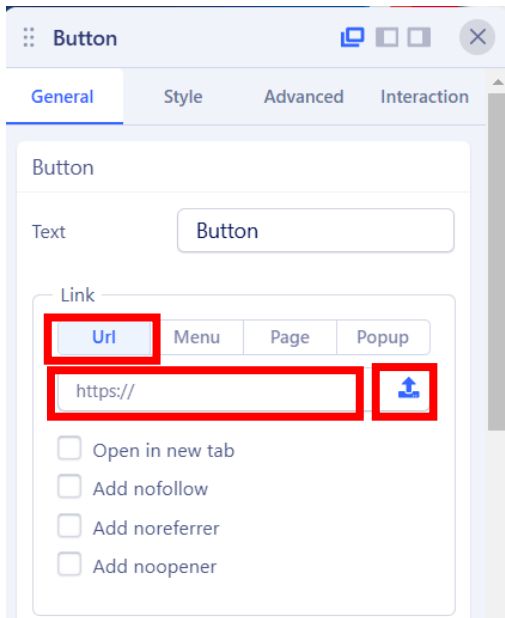 Button
General Style Advanced Interaction
Button
Text Button
Link
Url Menu Page Popup
https://
Open in new tab
Add nofollow
Add noreferrer
Add noopener